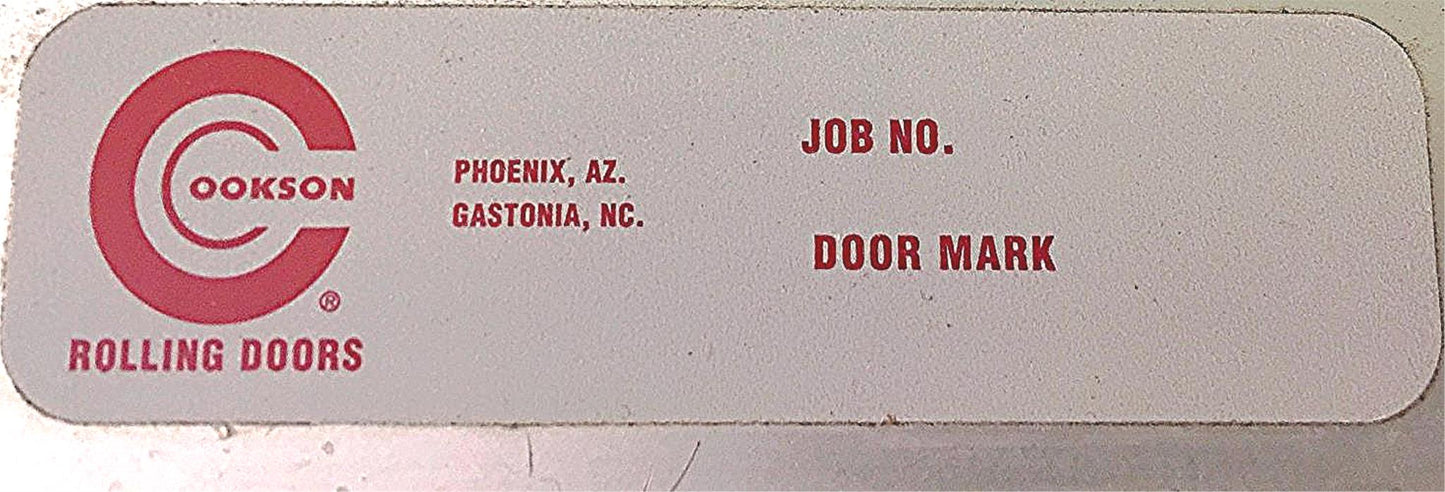 COOKSON
®
ROLLING DOORS
PHOENIX, AZ.
GASTONIA, NC.
JOB NO.
DOOR MARK